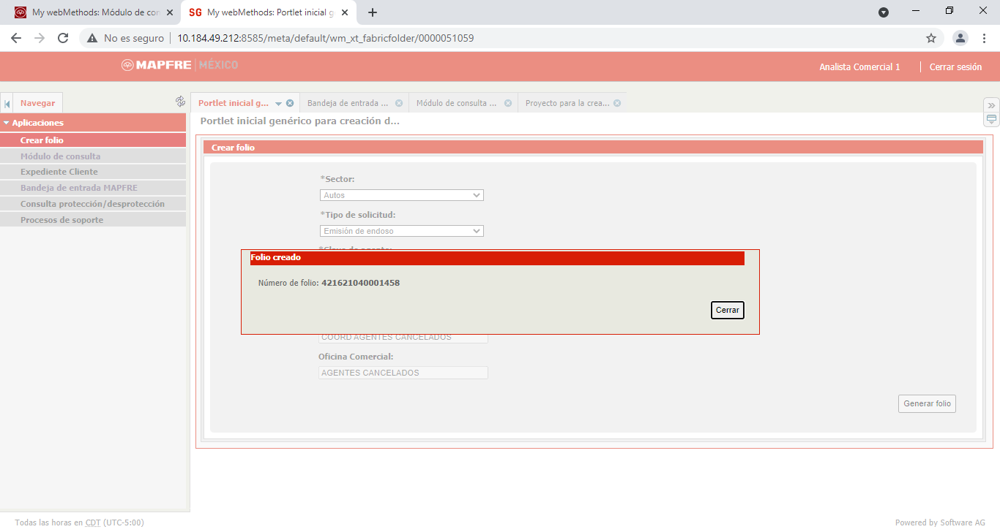 My webMethods: Módulo de con
SG My webMethods: Portlet inicial g
No es seguro 10.184.49.212:8585/meta/default/wm_xt_fabricfolder/0000051059
MAPFRE MÉXICO
Analista Comercial 1 Cerrar sesión
Navegar
Portlet inicial g... Bandeja de entrada ... Módulo de consulta ... Proyecto para la crea...
Aplicaciones
Crear folio
Módulo de consulta
Expediente Cliente
Bandeja de entrada MAPFRE
Consulta protección/desprotección
Procesos de soporte
Portlet inicial genérico para creación d...
Crear folio
*Sector:
Autos
*Tipo de solicitud:
Emisión de endoso
*Clave de agente:
Folio creado
Número de folio: 421621040001458
Cerrar
COORD AGENTES CANCELADOS
Oficina Comercial:
AGENTES CANCELADOS
Generar folio
Todas las horas en CDT (UTC-5:00)
Powered by Software AG